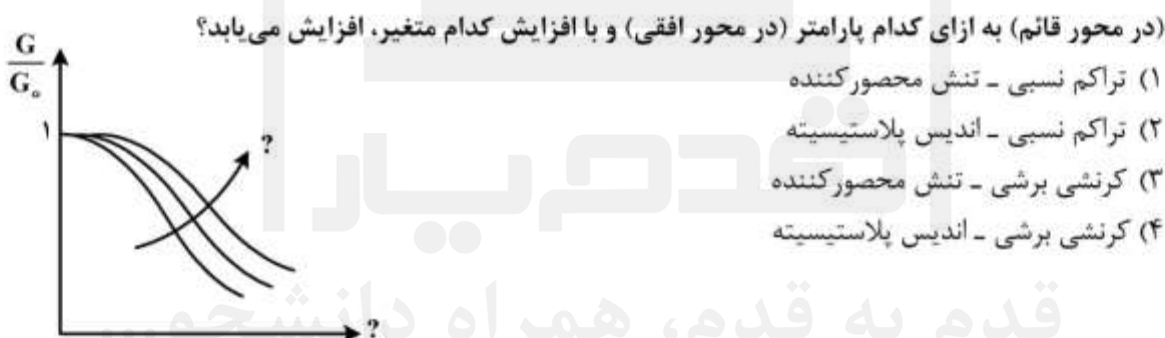 (در محور قائم) به ازای کدام پارامتر (در محور افقی) و با افزایش کدام متغیر، افزایش می‌یابد؟
۱) تراکم نسبی ـ تنش محصورکننده
۲) تراکم نسبی ـ اندیس پلاستیسیته
۳) کرنشی برشی ـ تنش محصورکننده
۴) کرنشی برشی ـ اندیس پلاستیسیته
G
G₀
۱
?
?
قدم یار
قدم به قدم، همراه دانشجو...